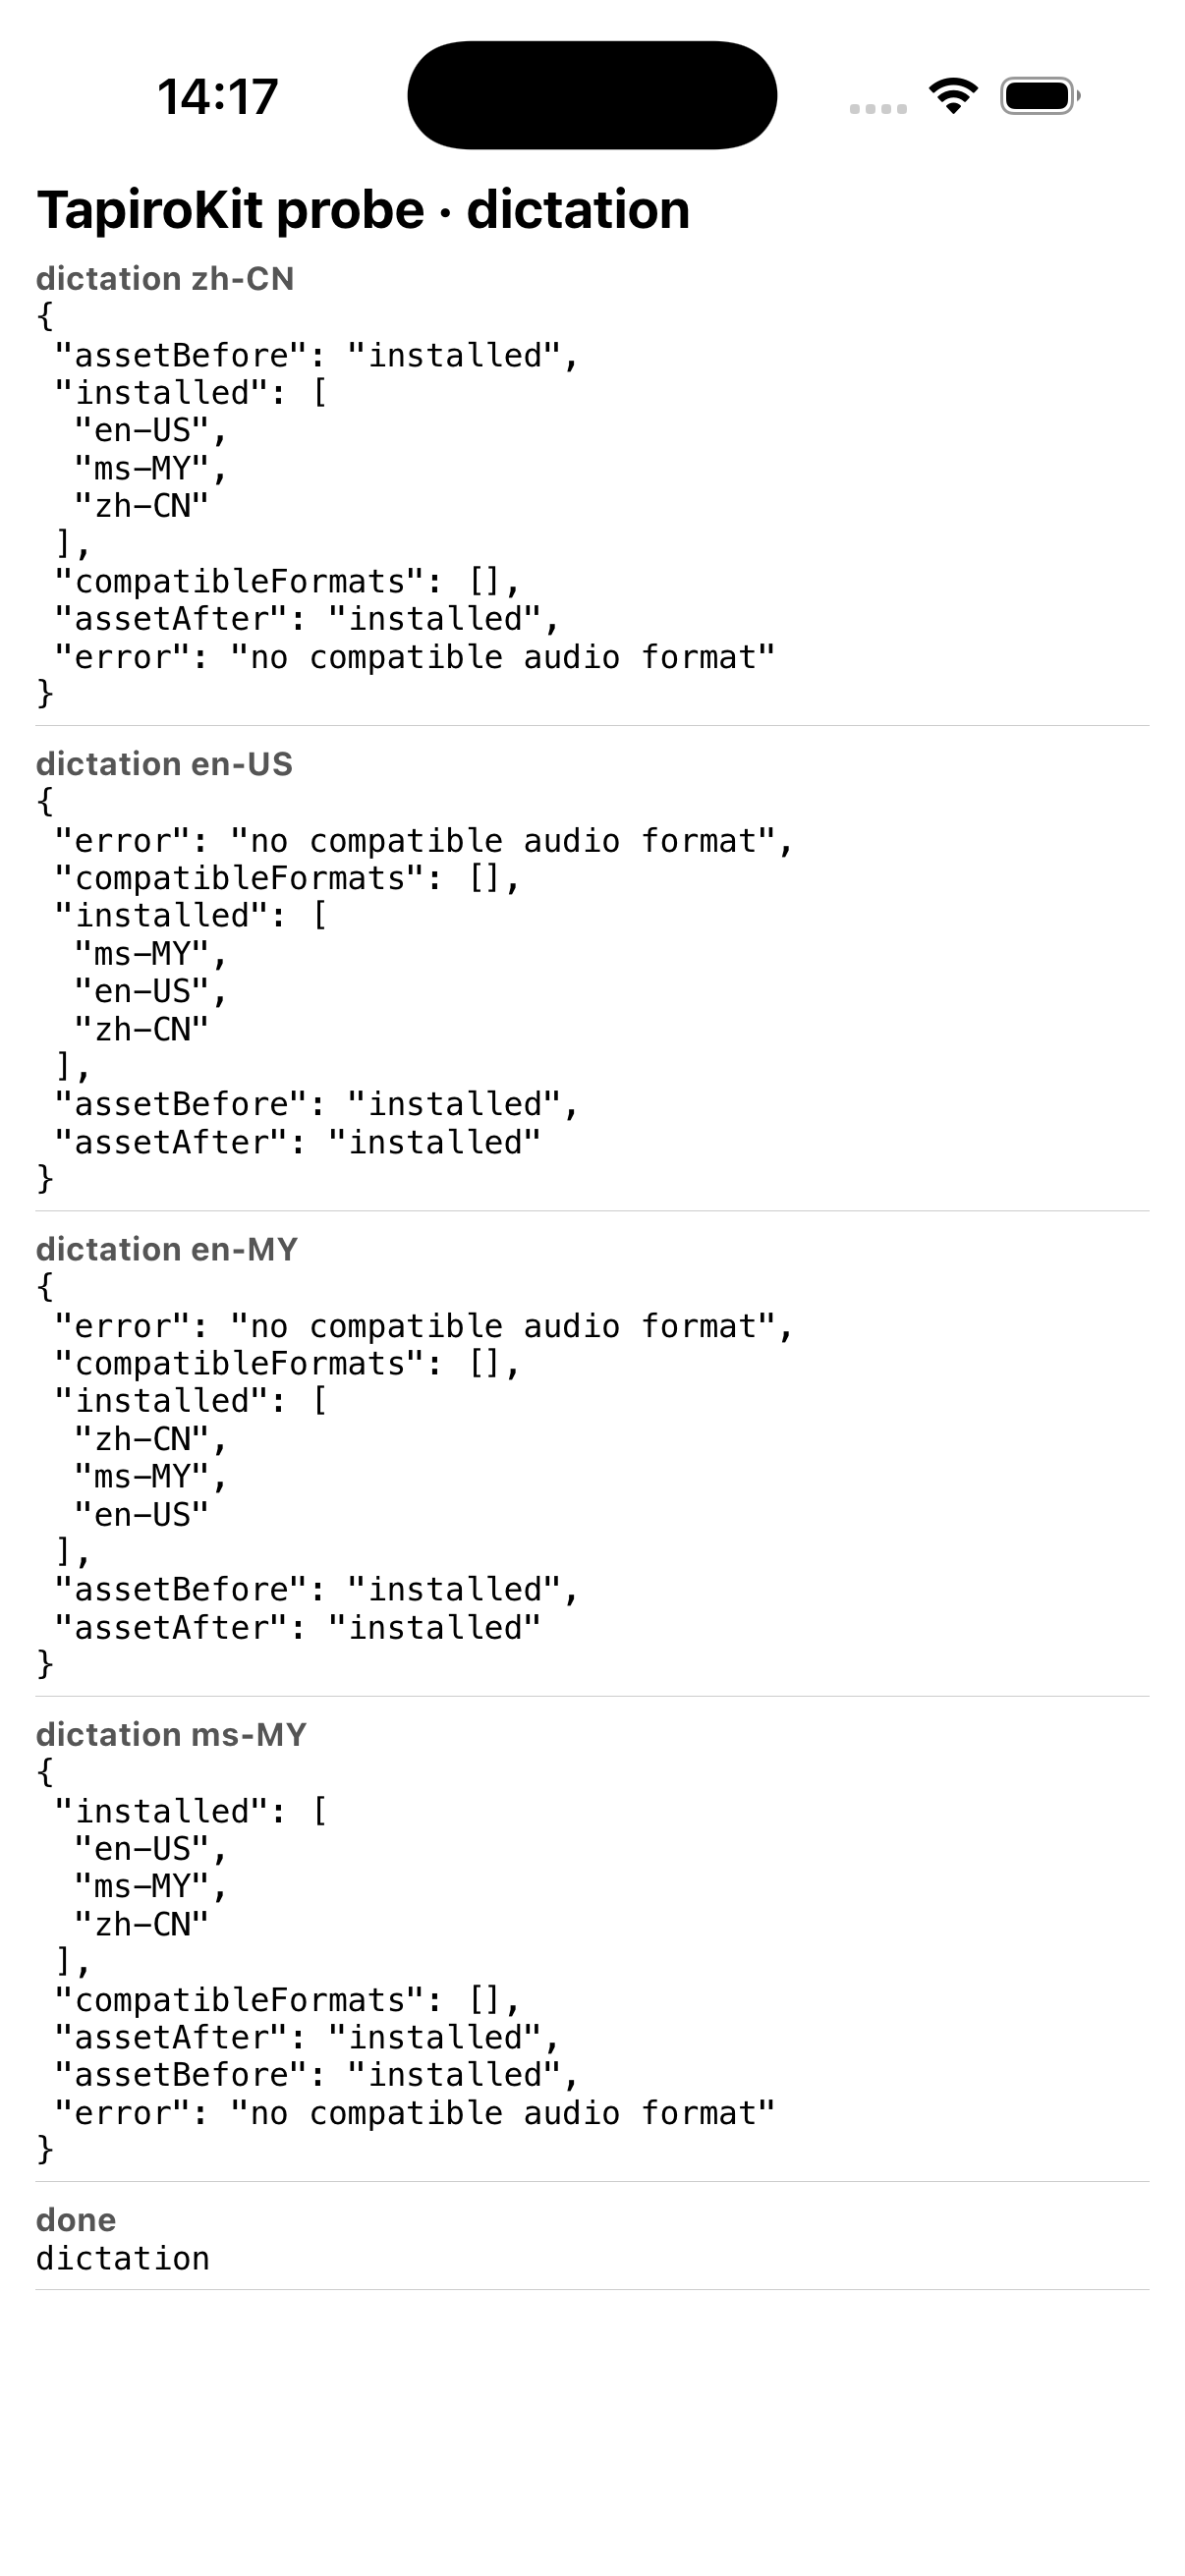 14:17
TapiroKit probe · dictation
dictation zh-CN
{
 "assetBefore": "installed",
 "installed": [
  "en-US",
  "ms-MY",
  "zh-CN"
 ],
 "compatibleFormats": [],
 "assetAfter": "installed",
 "error": "no compatible audio format"
}
dictation en-US
{
 "error": "no compatible audio format",
 "compatibleFormats": [],
 "installed": [
  "ms-MY",
  "en-US",
  "zh-CN"
 ],
 "assetBefore": "installed",
 "assetAfter": "installed"
}
dictation en-MY
{
 "error": "no compatible audio format",
 "compatibleFormats": [],
 "installed": [
  "zh-CN",
  "ms-MY",
  "en-US"
 ],
 "assetBefore": "installed",
 "assetAfter": "installed"
}
dictation ms-MY
{
 "installed": [
  "en-US",
  "ms-MY",
  "zh-CN"
 ],
 "compatibleFormats": [],
 "assetAfter": "installed",
 "assetBefore": "installed",
 "error": "no compatible audio format"
}
done
dictation